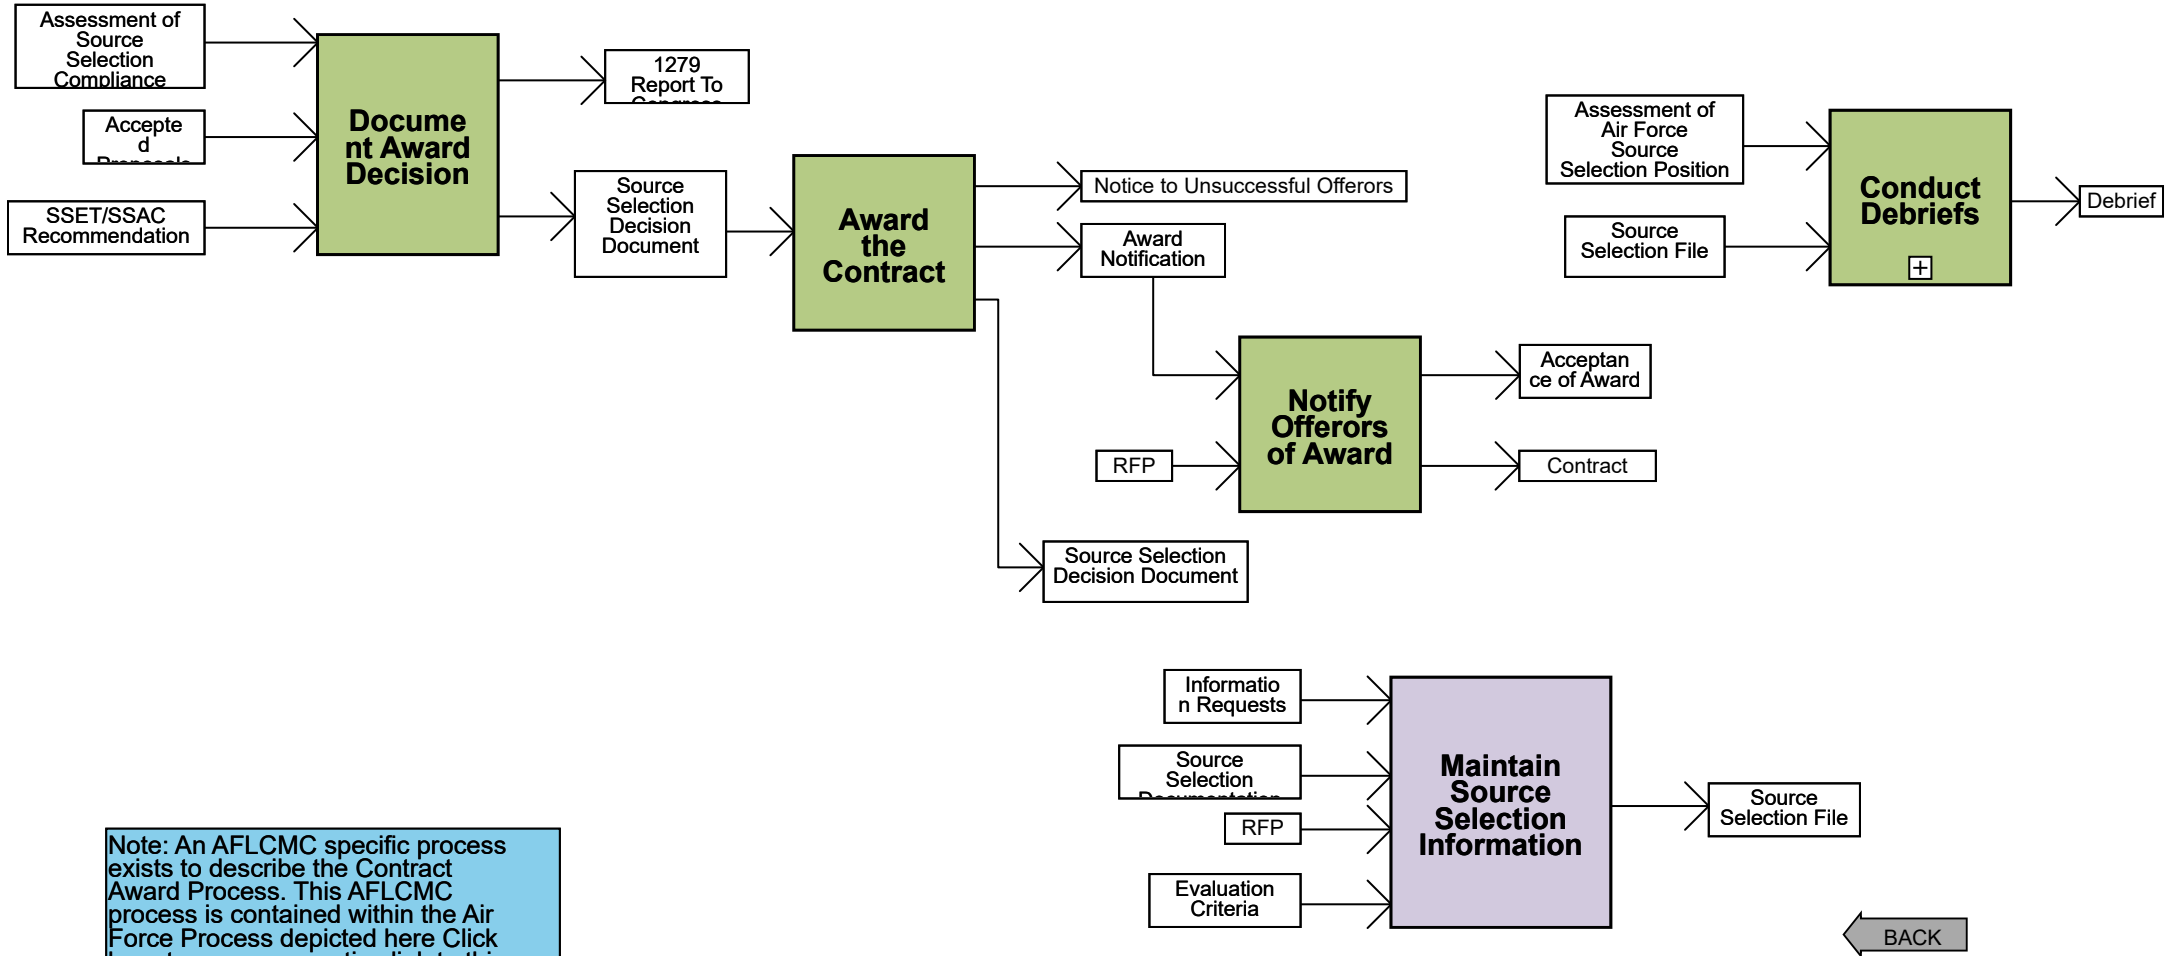 Assessment of
Source
Selection
Compliance
Accepte
d
Proposals
SSET/SSAC
Recommendation
Docume
nt Award
Decision
1279
Report To
Congress
Source
Selection
Decision
Document
Award
the
Contract
Notice to Unsuccessful Offerors
Award
Notification
RFP
Notify
Offerors
of Award
Acceptan
ce of Award
Contract
Source Selection
Decision Document
Assessment of
Air Force
Source
Selection Position
Source
Selection File
Conduct
Debriefs
+
Debrief
Informatio
n Requests
Source
Selection
Documentation
RFP
Evaluation
Criteria
Maintain
Source
Selection
Information
Source
Selection File
Note: An AFLCMC specific process
exists to describe the Contract
Award Process. This AFLCMC
process is contained within the Air
Force Process depicted here Click
BACK